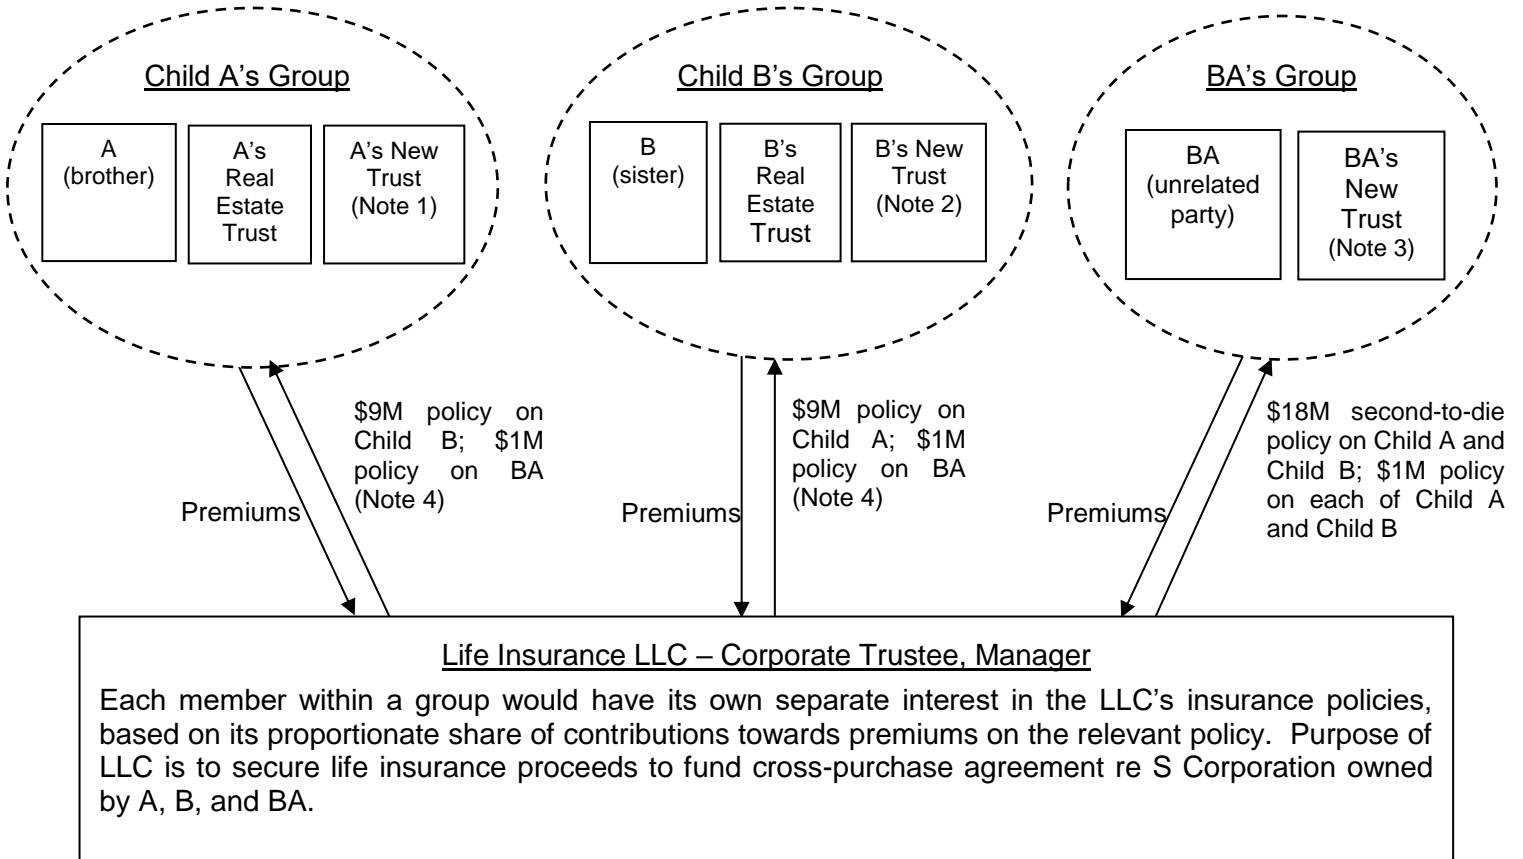 Child A's Group
A
(brother)
A's
Real
Estate
Trust
A's New
Trust
(Note 1)
Child B's Group
B
(sister)
B's
Real
Estate
Trust
B's New
Trust
(Note 2)
BA's Group
BA
(unrelated
party)
BA's
New
Trust
(Note 3)
Premiums
$9M policy on
Child B; $1M
policy on BA
(Note 4)
Premiums
$9M policy on
Child A; $1M
policy on BA
(Note 4)
Premiums
$18M second-to-die
policy on Child A and
Child B; $1M policy
on each of Child A
and Child B
Life Insurance LLC – Corporate Trustee, Manager
Each member within a group would have its own separate interest in the LLC's insurance policies,
based on its proportionate share of contributions towards premiums on the relevant policy. Purpose of
LLC is to secure life insurance proceeds to fund cross-purchase agreement re S Corporation owned
by A, B, and BA.